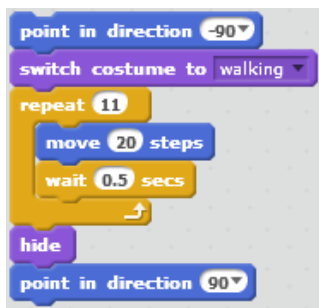 point in direction -90
switch costume to walking
repeat 11
move 20 steps
wait 0.5 secs
hide
point in direction 90